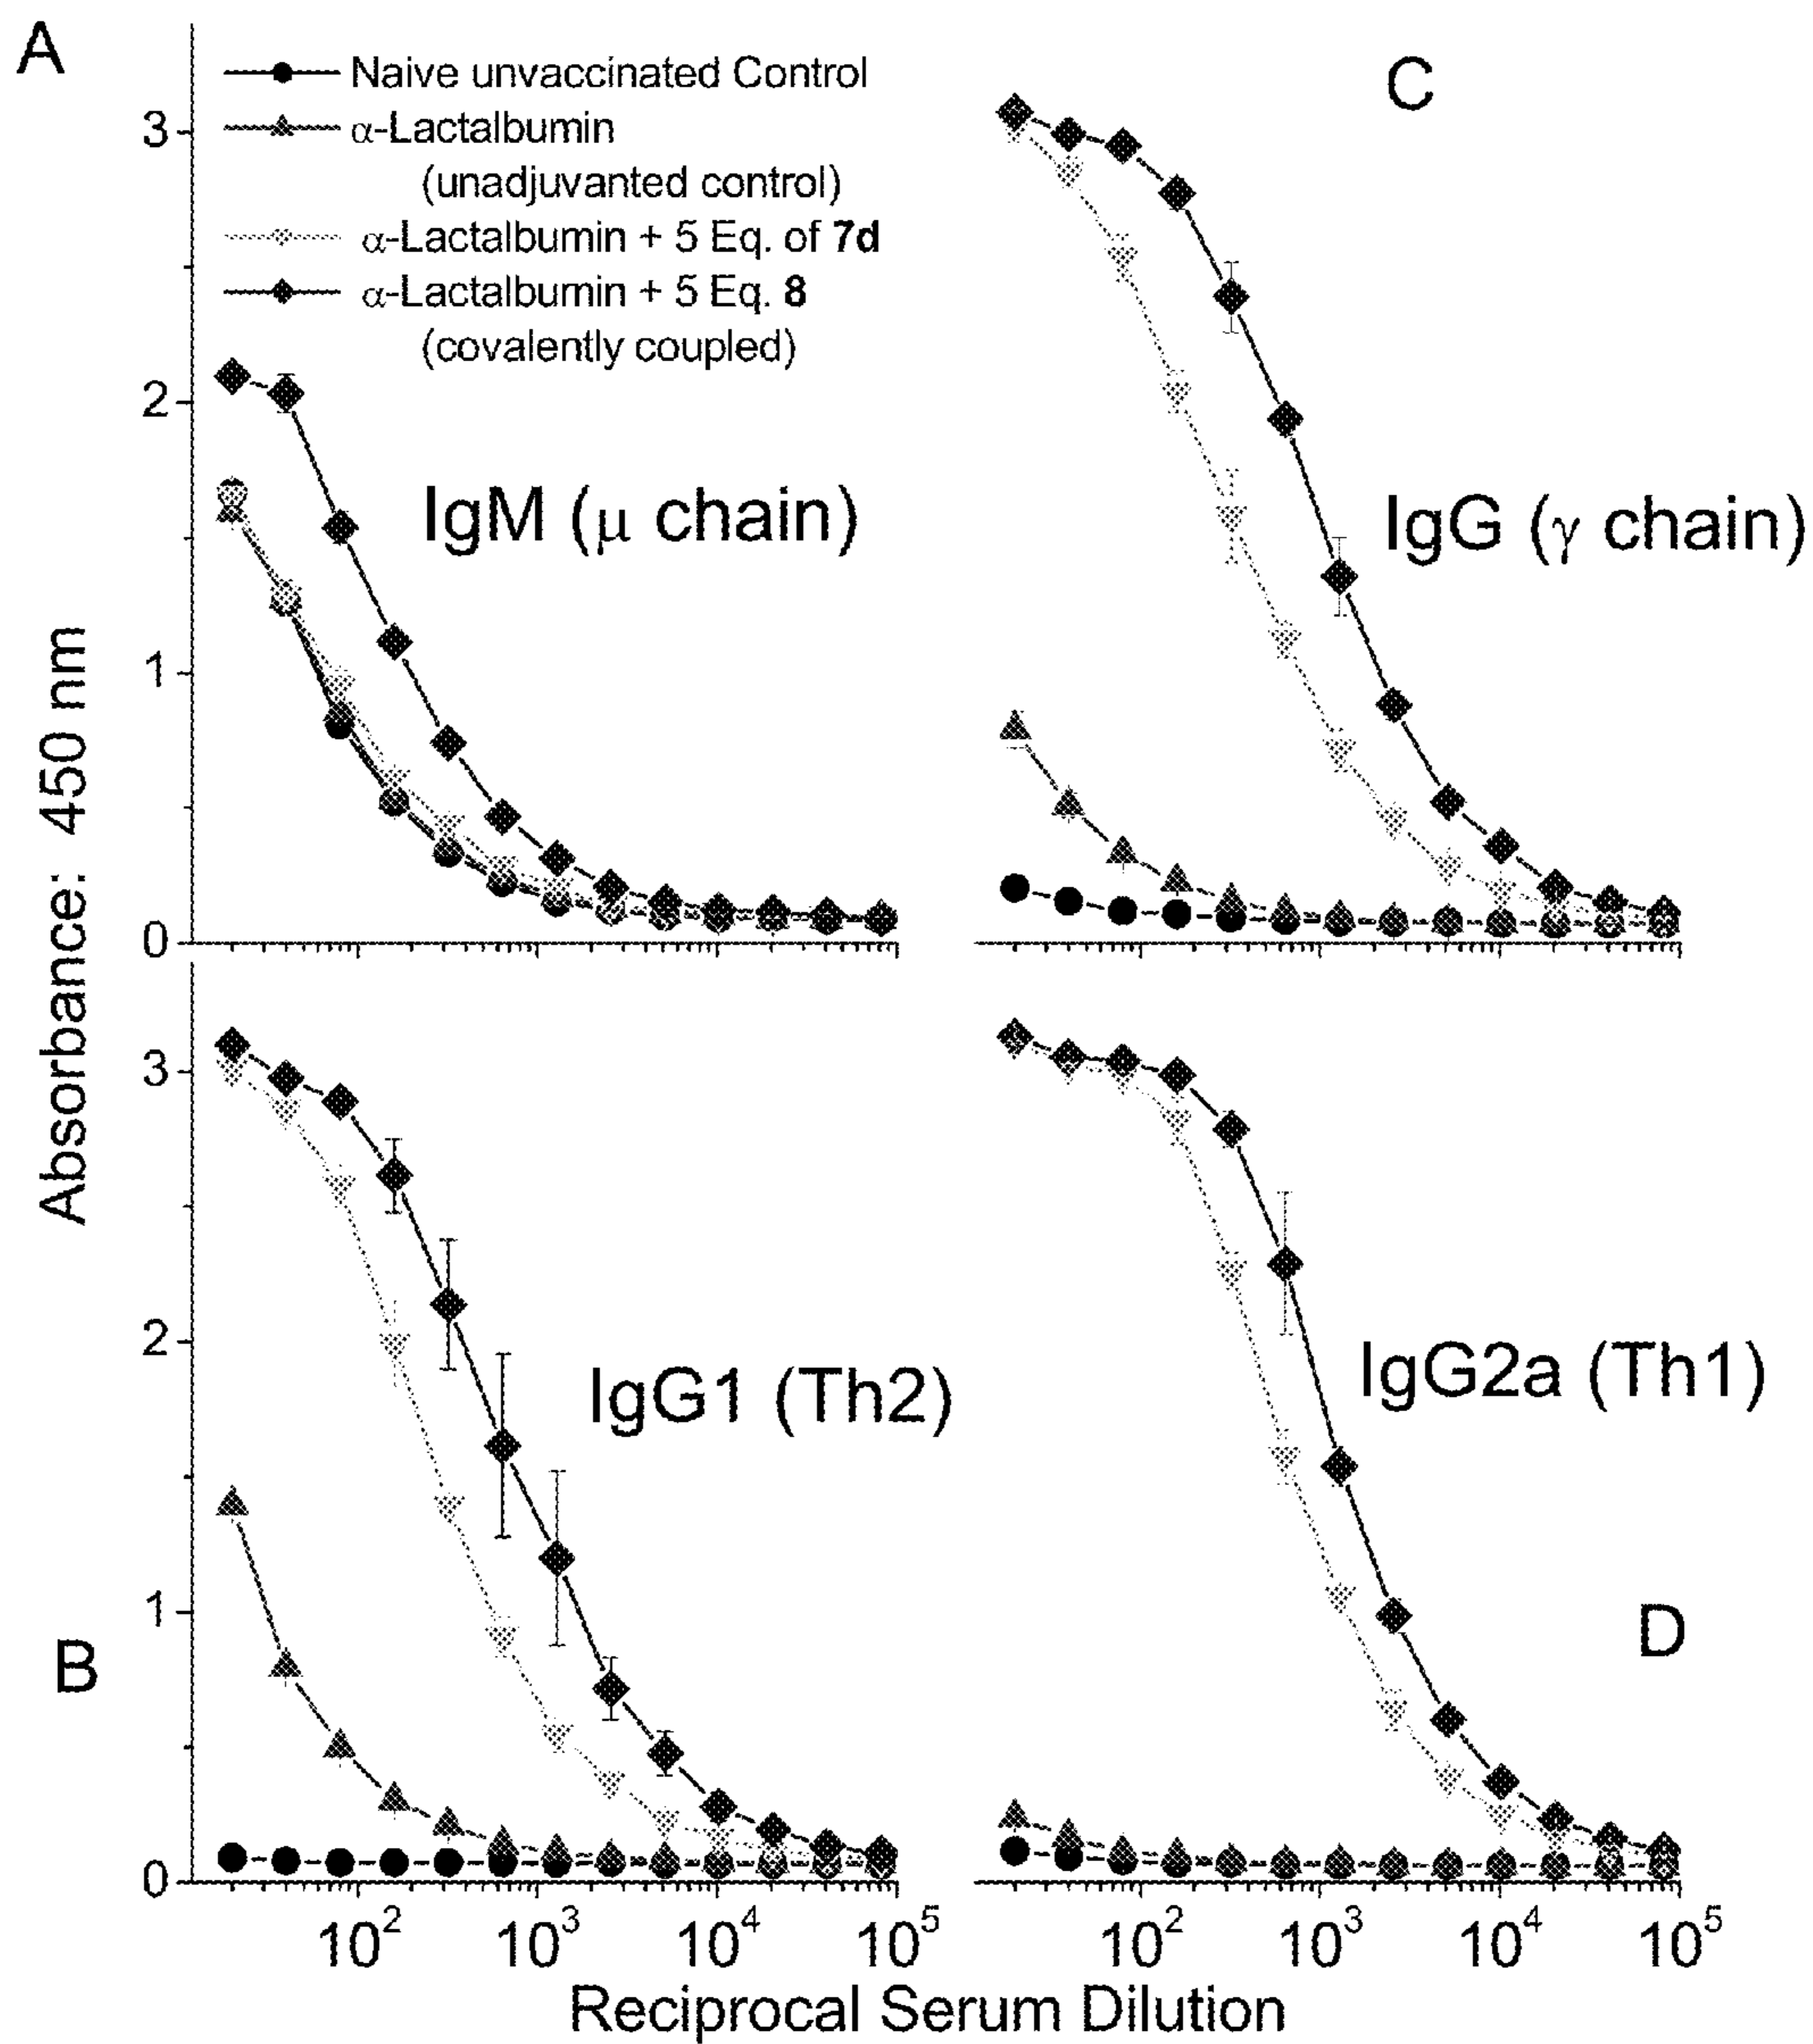 A
Naive unvaccinated Control
α-Lactalbumin
(unadjuvanted control)
α-Lactalbumin + 5 Eq. of 7d
α-Lactalbumin + 5 Eq. 8
(covalently coupled)
C
3
2
1
0
IgM (μ chain)
IgG (γ chain)
Absorbance: 450 nm
3
2
1
0
IgG1 (Th2)
IgG2a (Th1)
B
D
10² 10³ 10⁴ 10⁵
10² 10³ 10⁴ 10⁵
Reciprocal Serum Dilution